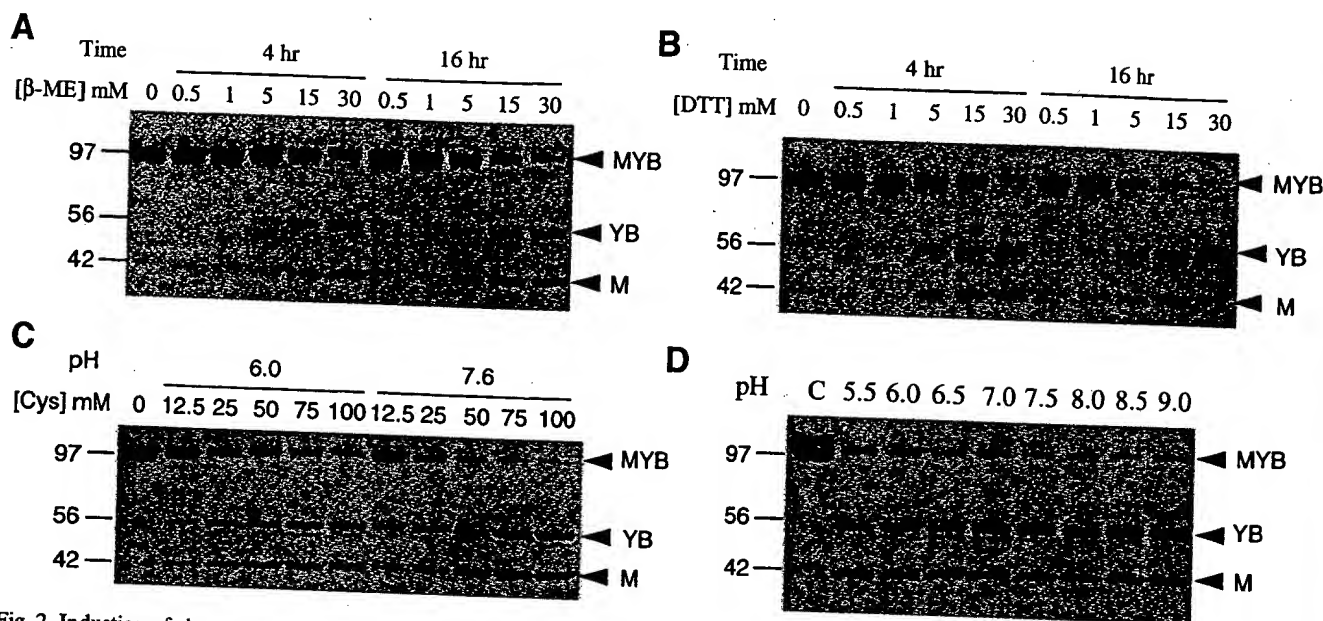 A
Time 4 hr 16 hr
[β-ME] mM 0 0.5 1 5 15 30 0.5 1 5 15 30
97
56
42
MYB
YB
M
B
Time 4 hr 16 hr
[DTT] mM 0 0.5 1 5 15 30 0.5 1 5 15 30
97
56
42
MYB
YB
M
C
pH 6.0 7.6
[Cys] mM 0 12.5 25 50 75 100 12.5 25 50 75 100
97
56
42
MYB
YB
M
D
pH C 5.5 6.0 6.5 7.0 7.5 8.0 8.5 9.0
97
56
42
MYB
YB
M
Fig. 2. Induction of